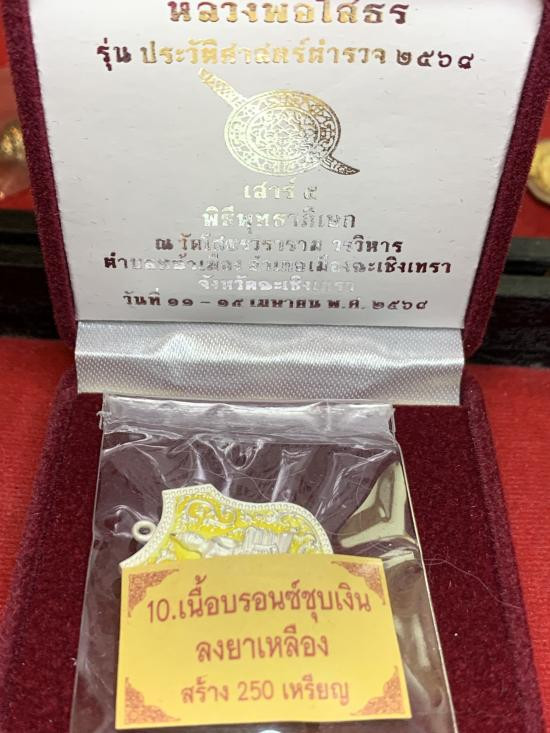 หลวงพ่อโสธร
รุ่น ประวัติศาสตร์ตำรวจ ๒๕๖๘
เสาร์ ๕
พิธีพุทธาภิเษก
ณ วัดโสธรวราราม วรวิหาร
ตำบลหน้าเมือง อำเภอเมืองฉะเชิงเทรา
จังหวัดฉะเชิงเทรา
วันที่ ๑๑ - ๑๕ เมษายน พ.ศ. ๒๕๖๘
10.เนื้อบรอนซ์ชุบเงิน
ลงยาเหลือง
สร้าง 250 เหรียญ